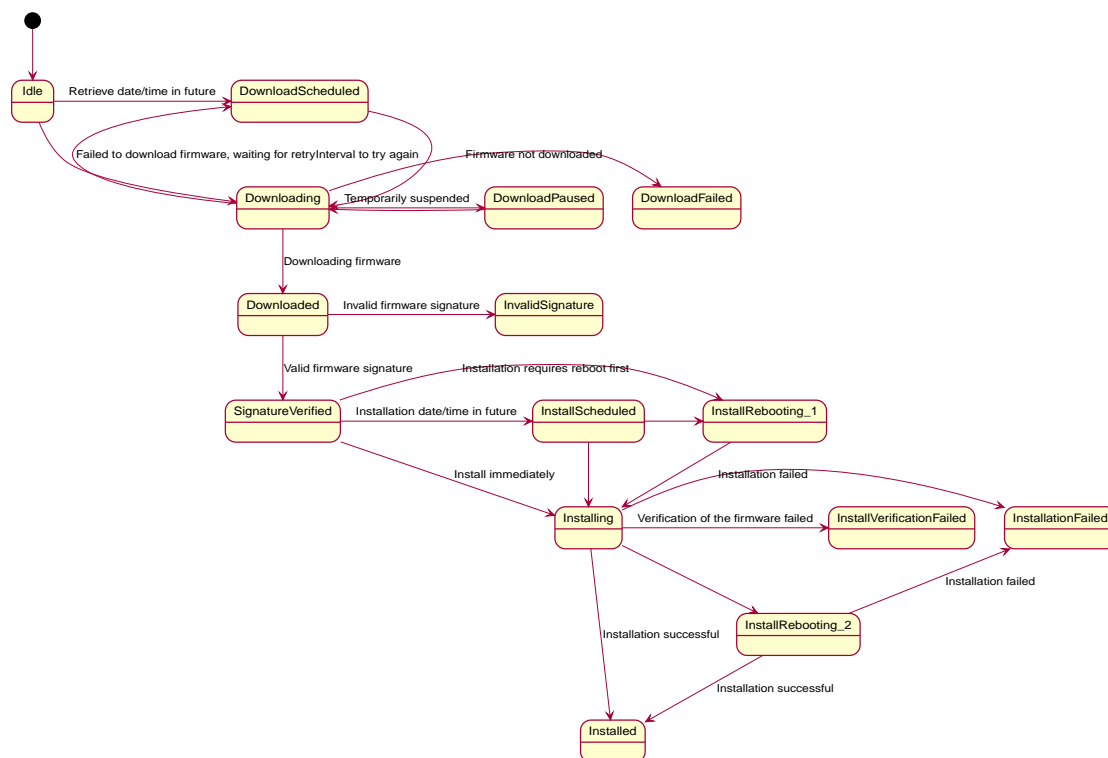 Idle
Retrieve date/time in future
DownloadScheduled
Failed to download firmware, waiting for retryInterval to try again
Firmware not downloaded
Downloading
Temporarily suspended
DownloadPaused
DownloadFailed
Downloading firmware
Downloaded
Invalid firmware signature
InvalidSignature
Valid firmware signature
Installation requires reboot first
SignatureVerified
Installation date/time in future
InstallScheduled
InstallRebooting_1
Install immediately
Installation failed
Installing
Verification of the firmware failed
InstallVerificationFailed
InstallationFailed
Installation failed
InstallRebooting_2
Installation successful
Installation successful
Installed